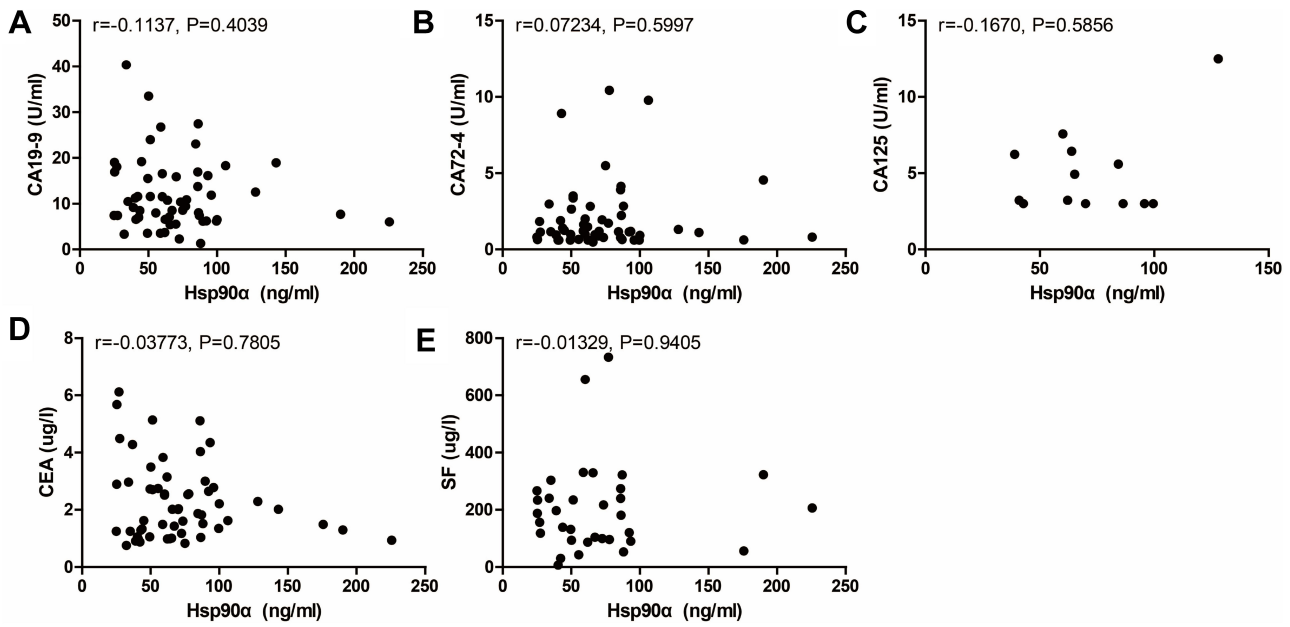 A
r=-0.1137, P=0.4039
CA19-9 (U/ml)
50
40
30
20
10
0
0 50 100 150 200 250
Hsp90α (ng/ml)
B
r=0.07234, P=0.5997
CA72-4 (U/ml)
15
10
5
0
0 50 100 150 200 250
Hsp90α (ng/ml)
C
r=-0.1670, P=0.5856
CA125 (U/ml)
15
10
5
0
0 50 100 150
Hsp90α (ng/ml)
D
r=-0.03773, P=0.7805
CEA (ug/l)
8
6
4
2
0
0 50 100 150 200 250
Hsp90α (ng/ml)
E
r=-0.01329, P=0.9405
SF (ug/l)
800
600
400
200
0
0 50 100 150 200 250
Hsp90α (ng/ml)